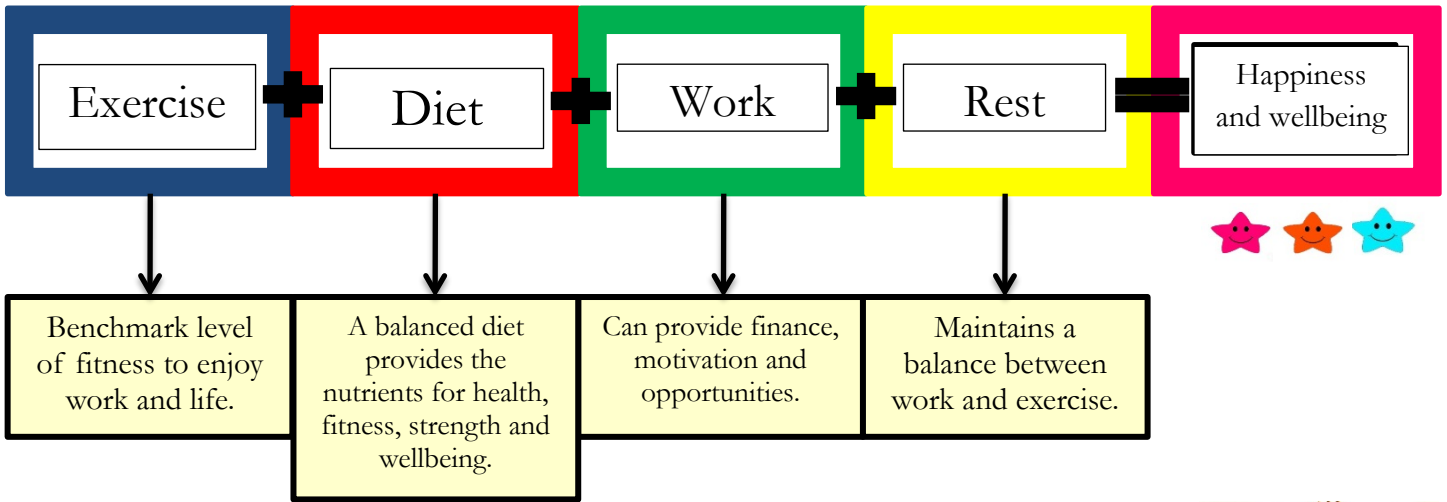 Exercise
Diet
Work
Rest
Happiness
and wellbeing
Benchmark level
of fitness to enjoy
work and life.
A balanced diet
provides the
nutrients for health,
fitness, strength and
wellbeing.
Can provide finance,
motivation and
opportunities.
Maintains a
balance between
work and exercise.